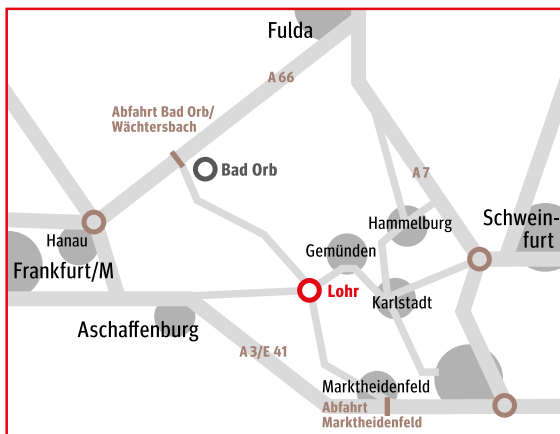 Fulda
A 66
Abfahrt Bad Orb/
Wächtersbach
Bad Orb
A 7
Schwein-
furt
Hammelburg
Hanau
Gemünden
Frankfurt/M
Lohr
Karlstadt
Aschaffenburg
A 3/E 41
Marktheidenfeld
Abfahrt
Marktheidenfeld